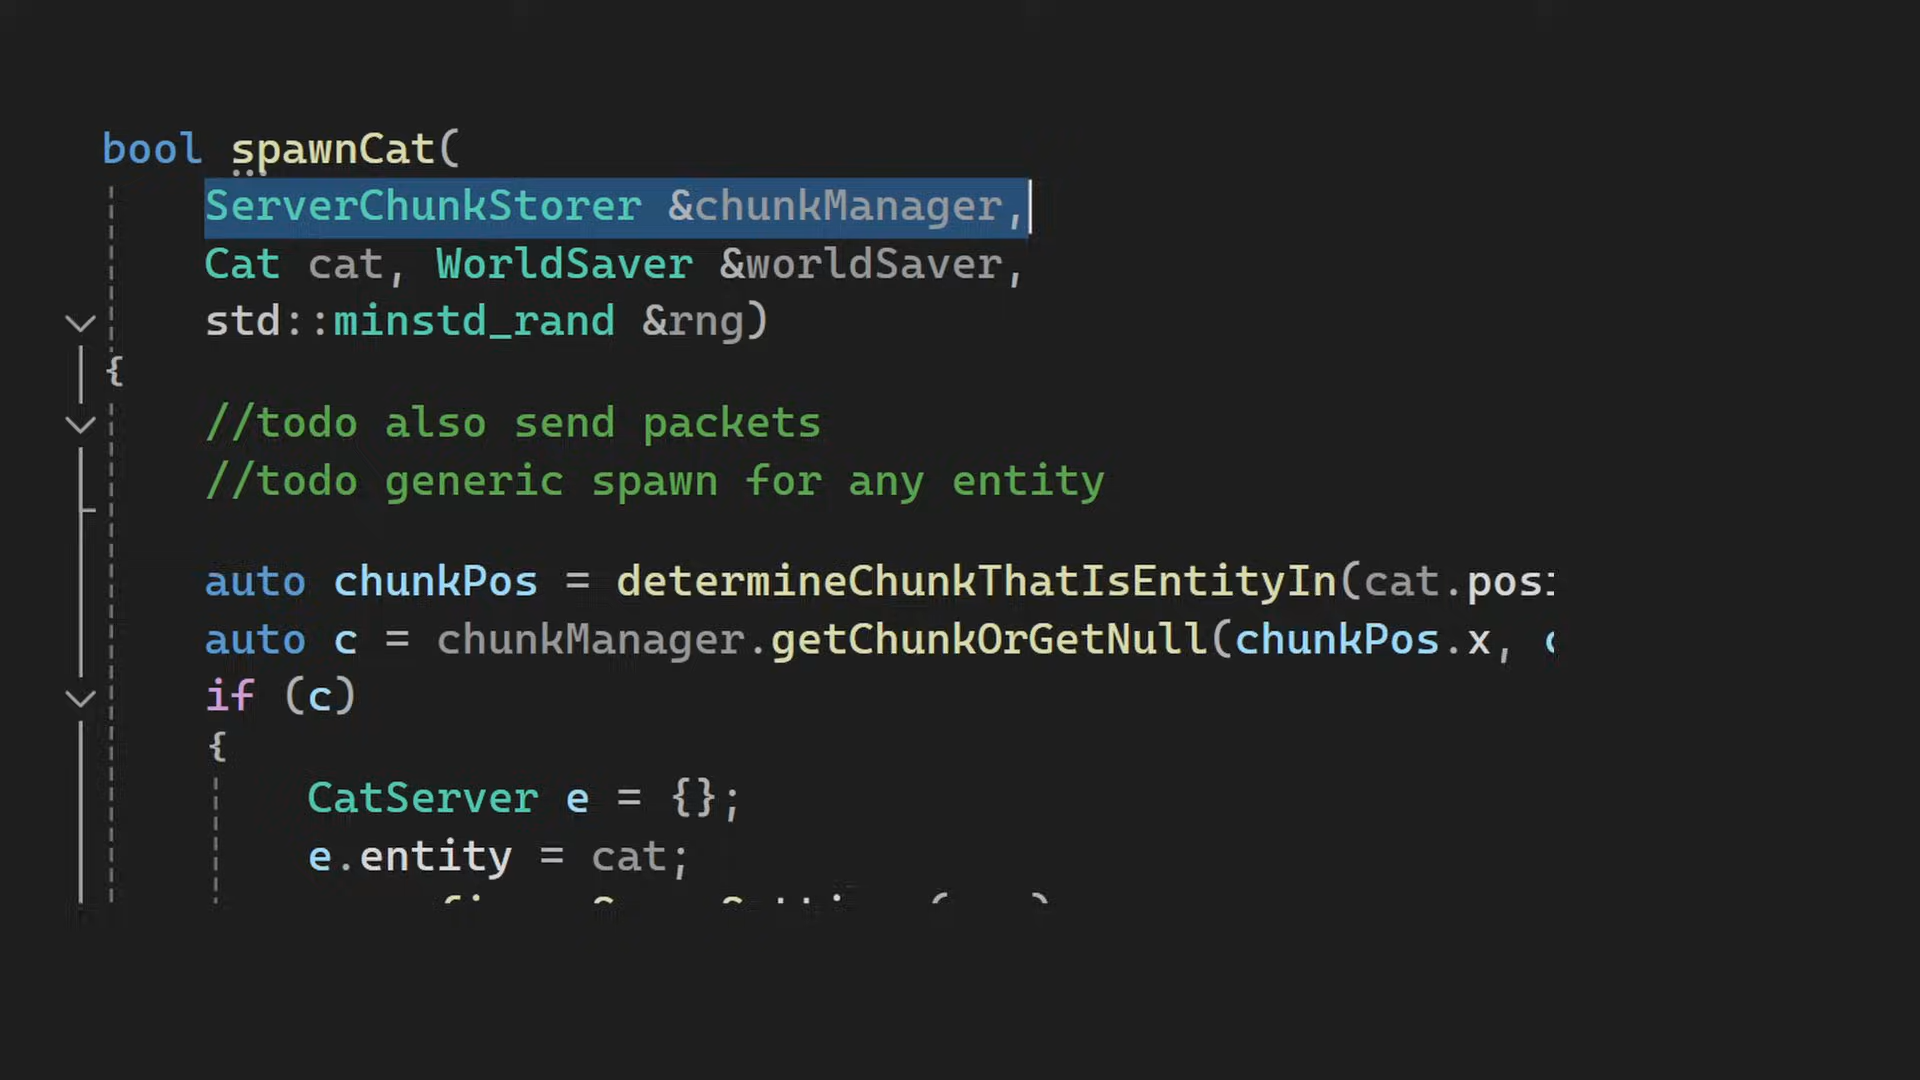 bool spawnCat(
ServerChunkStorer &chunkManager,
Cat cat, WorldSaver &worldSaver,
std::minstd_rand &rng)
{
//todo also send packets
//todo generic spawn for any entity
auto chunkPos = determineChunkThatIsEntityIn(cat.posi
auto c = chunkManager.getChunkOrGetNull(chunkPos.x, c
if (c)
{
CatServer e = {};
e.entity = cat;